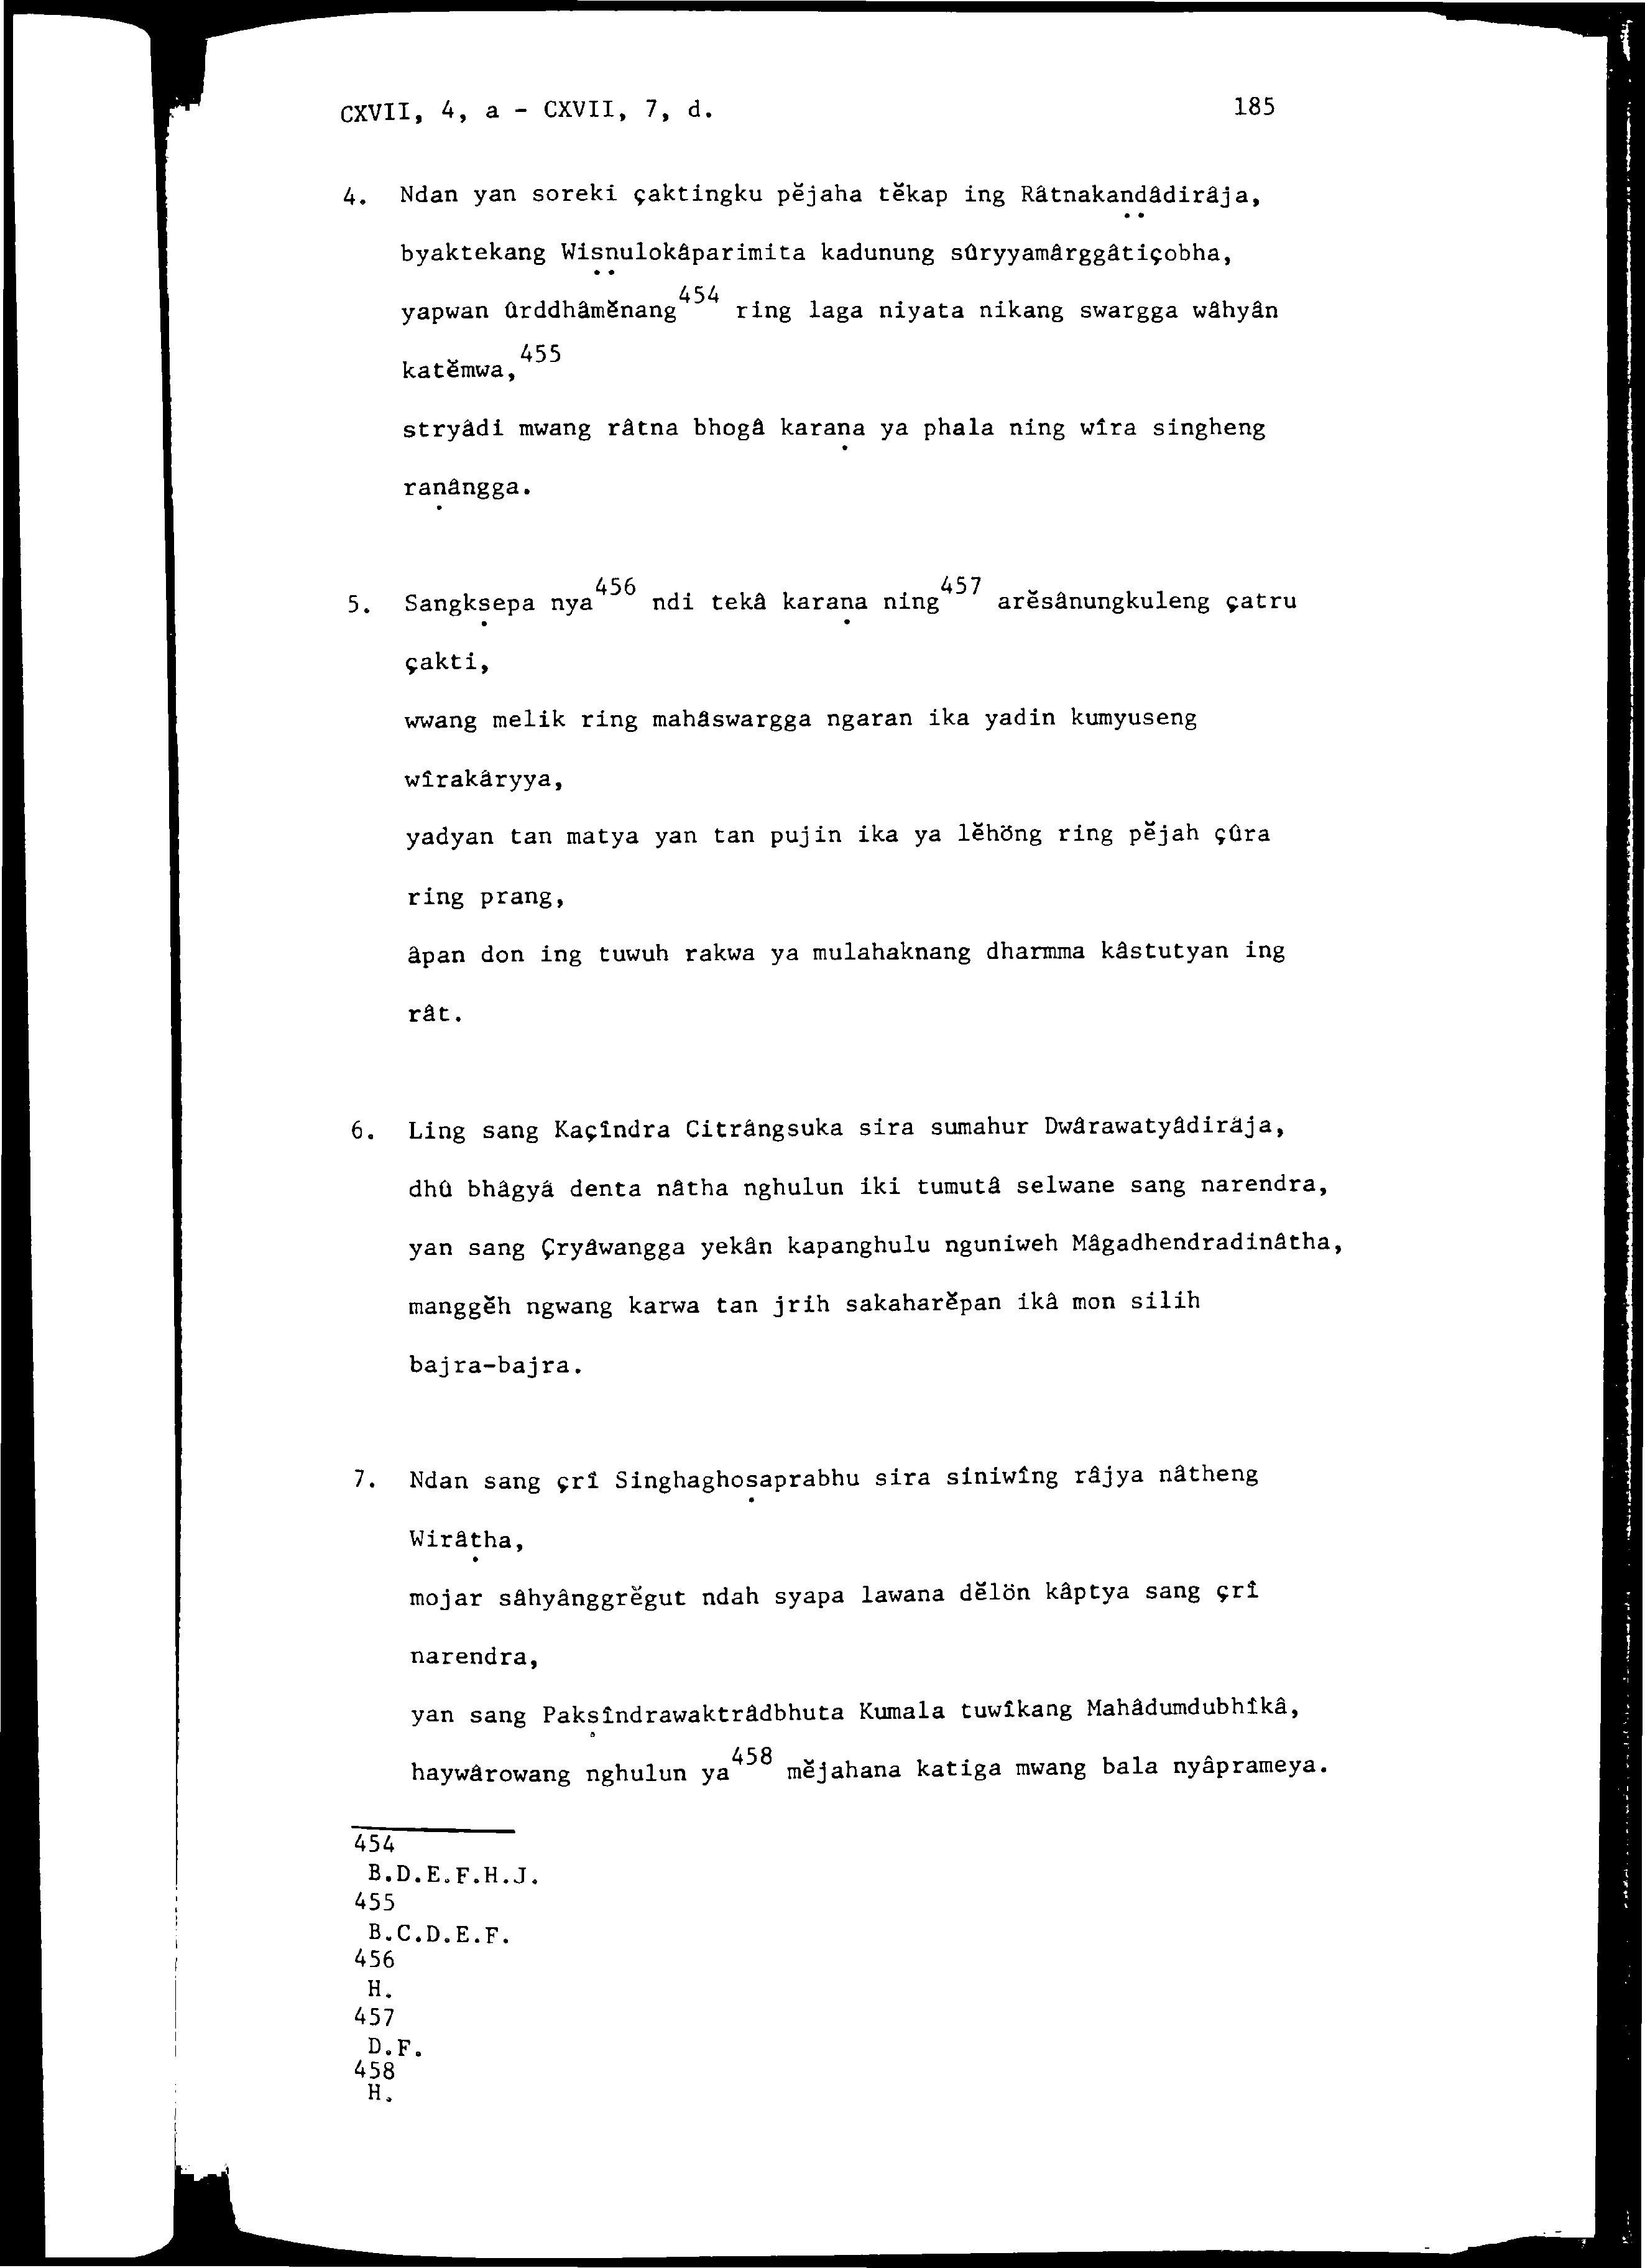 CXVII, 4, a - CXVII, 7, d. 185
4. Ndan yan soreki çaktingku pĕjaha tĕkap ing Râtnakaṇḍâdirâja,
byaktekang Wiṣṇulokâparimita kadunung sûryyamârggâtiçobha,
yapwan ûrddhâmĕnang454 ring laga niyata nikang swargga wâhyân
katĕmwa,455
stryâdi mwang râtna bhogâ karaṇa ya phala ning wîra singheng
raṇângga.
5. Sangkṣepa nya456 ndi tekâ karaṇa ning457 arĕsânungkuleng çatru
çakti,
wwang melik ring mahâswargga ngaran ika yadin kumyuseng
wîrakâryya,
yadyan tan matya yan tan pujin ika ya lĕhöng ring pĕjah çûra
ring prang,
âpan don ing tuwuh rakwa ya mulahaknang dharmma kâstutyan ing
rât.
6. Ling sang Kaçîndra Citrângsuka sira sumahur Dwârawatyâdirâja,
dhû bhâgyâ denta nâtha nghulun iki tumutâ selwane sang narendra,
yan sang Çryâwangga yekân kapanghulu nguniweh Mâgadhendradinâtha,
manggĕh ngwang karwa tan jrih sakaharĕpan ikâ mon silih
bajra-bajra.
7. Ndan sang çrî Singhaghoṣaprabhu sira siniwîng râjya nâtheng
Wirâṭha,
mojar sâhyânggrĕgut ndah syapa lawana dĕlön kâptya sang çrî
narendra,
yan sang Pakṣîndrawaktrâdbhuta Kumala tuwîkang Mahâdumdubhîkâ,
haywârowang nghulun ya458 mĕjahana katiga mwang bala nyâprameya.
454
B.D.E.F.H.J.
455
B.C.D.E.F.
456
H.
457
D.F.
458
H.